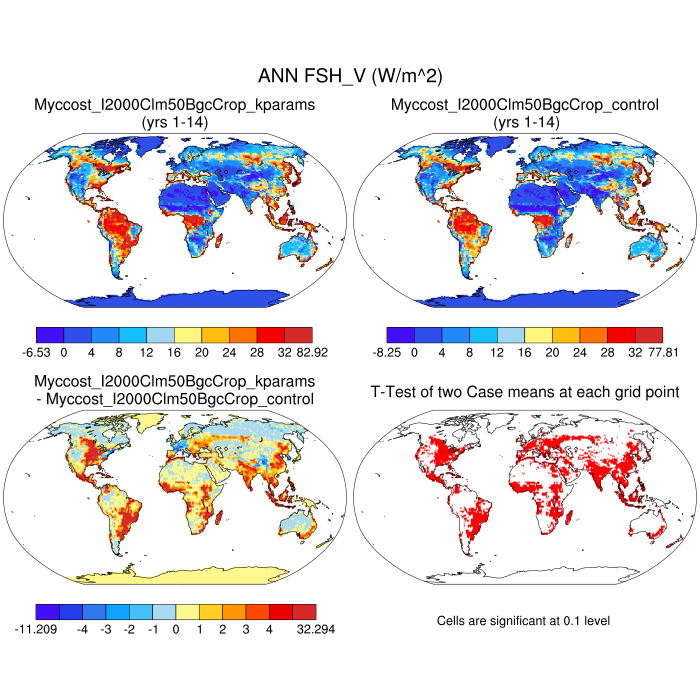 ANN FSH_V (W/m^2)
Myccost_I2000Clm50BgcCrop_kparams
(yrs 1-14)
Myccost_I2000Clm50BgcCrop_control
(yrs 1-14)
-6.53 0 4 8 12 16 20 24 28 32 82.92
-8.25 0 4 8 12 16 20 24 28 32 77.81
Myccost_I2000Clm50BgcCrop_kparams
- Myccost_I2000Clm50BgcCrop_control
T-Test of two Case means at each grid point
-11.209 -4 -3 -2 -1 0 1 2 3 4 32.294
Cells are significant at 0.1 level